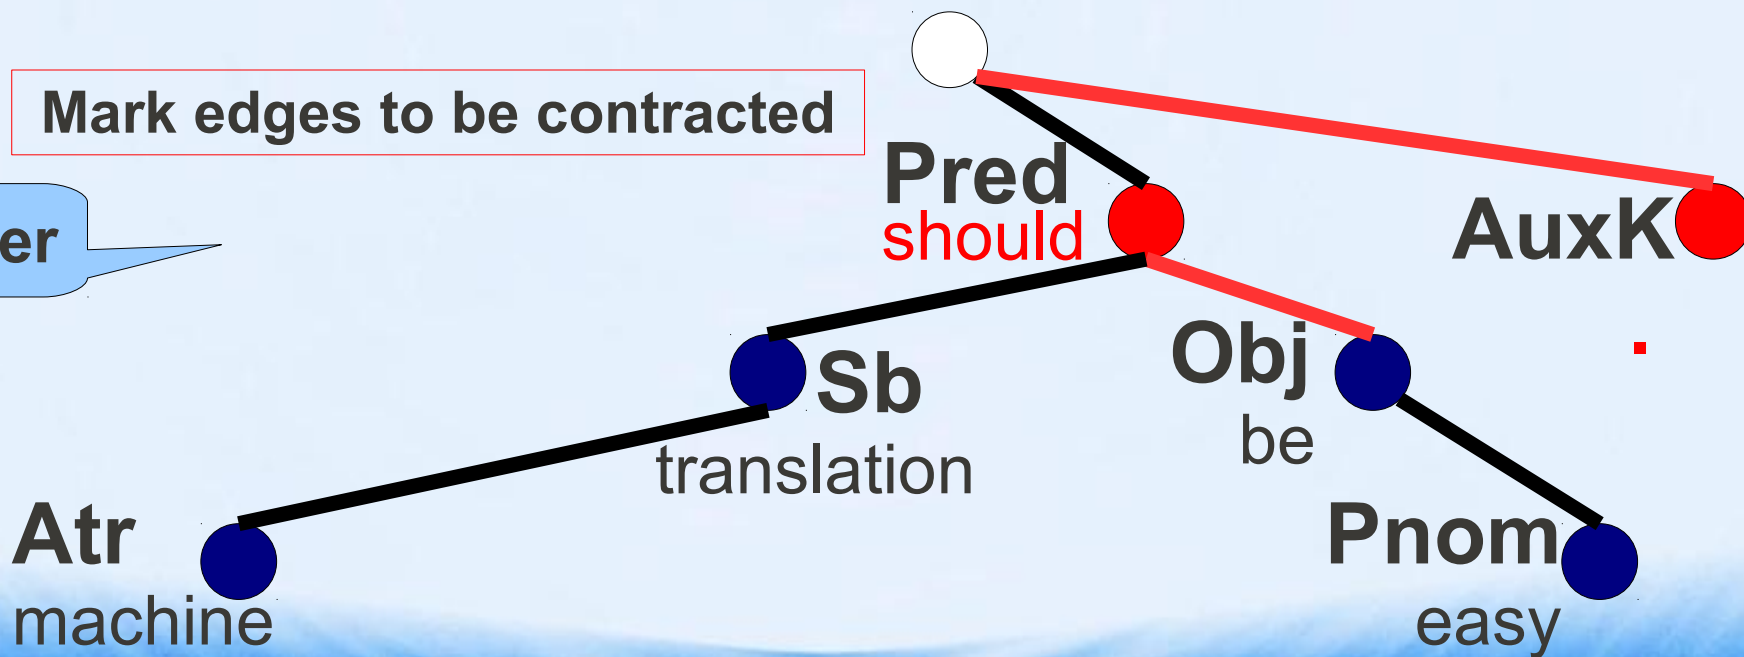 Mark edges to be contracted
er
Pred
should
AuxK
Sb
translation
Obj
be
.
Atr
machine
Pnom
easy